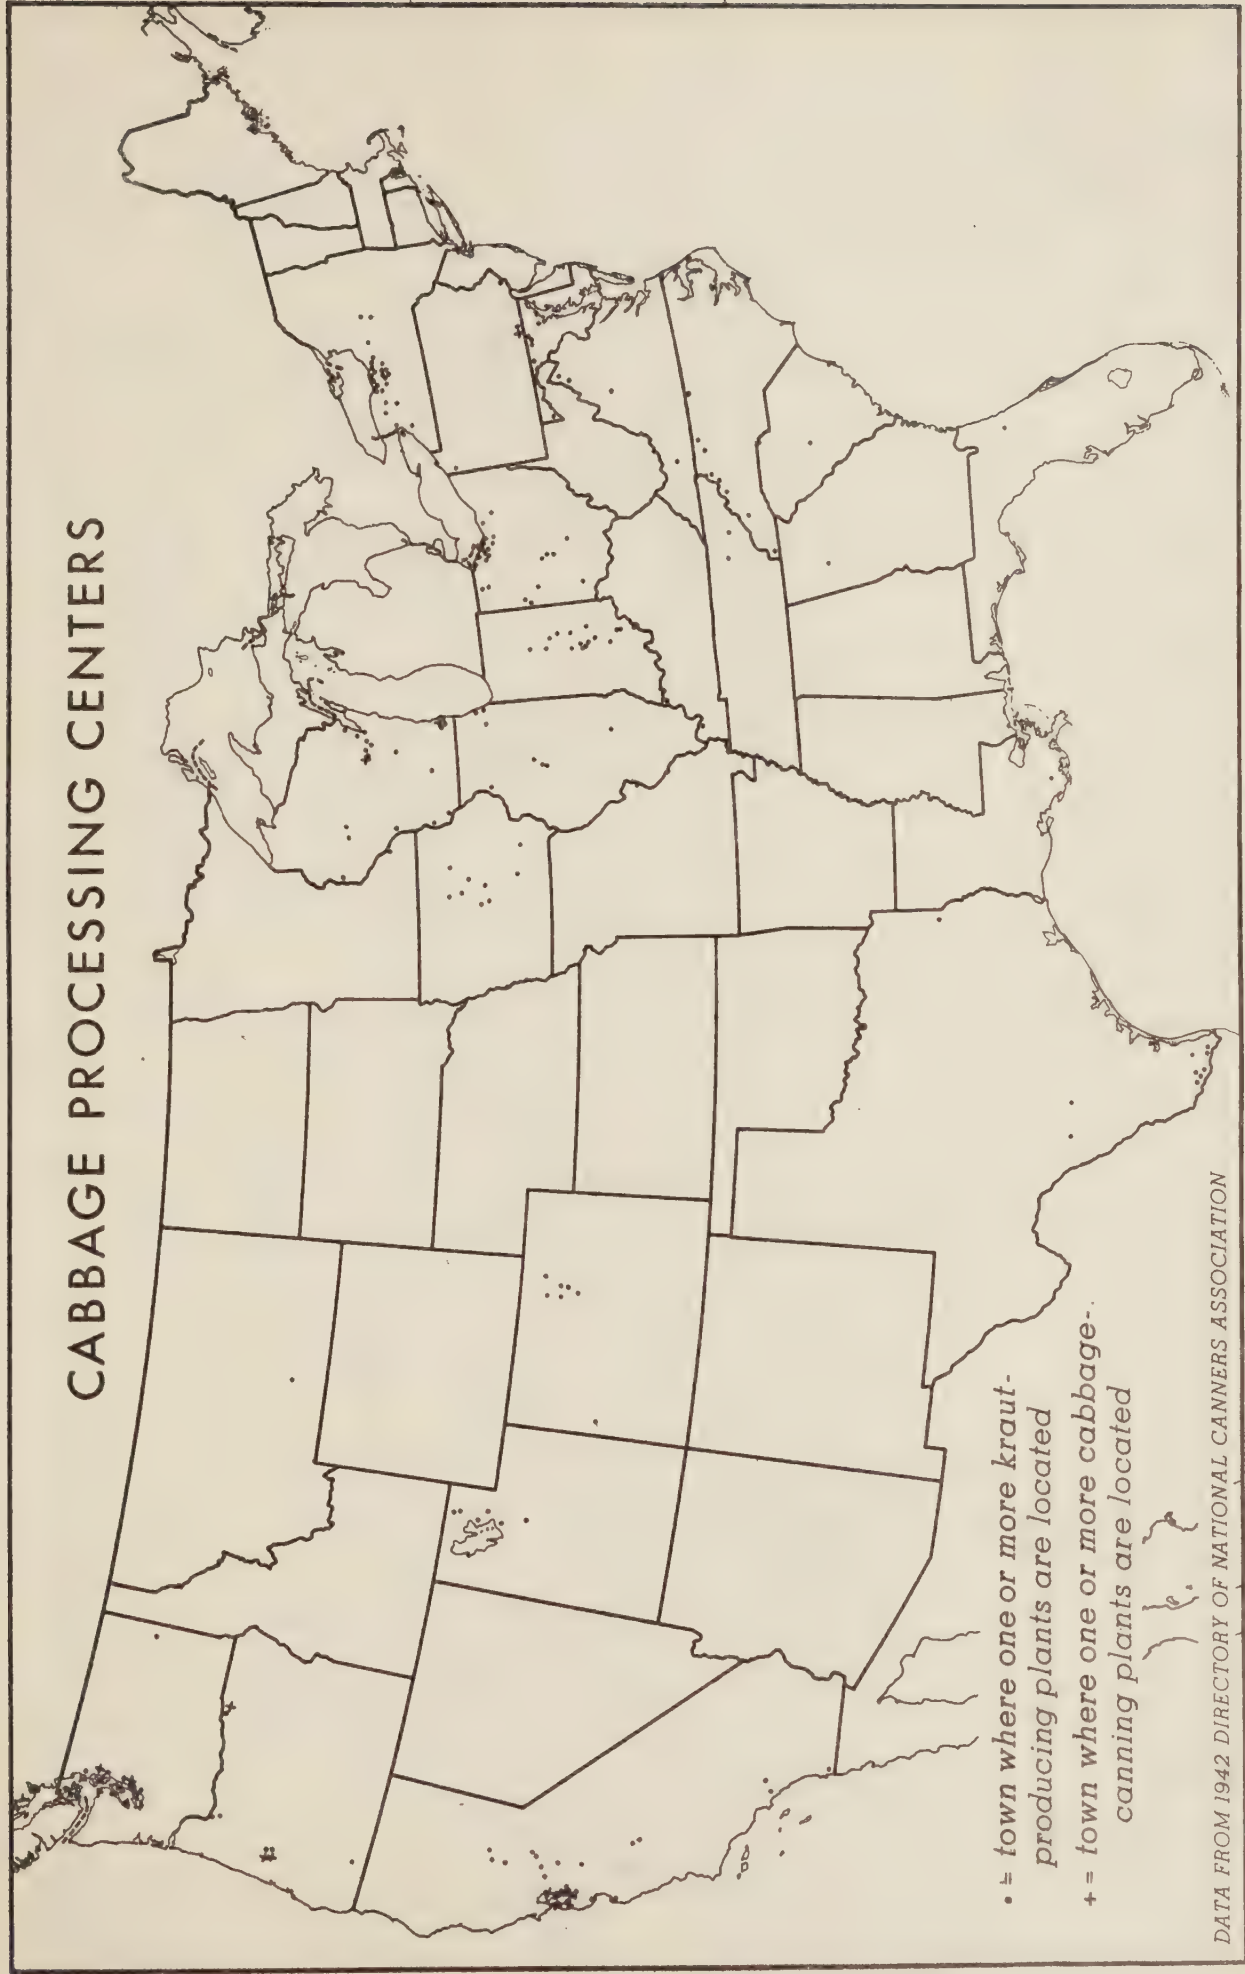 CABBAGE PROCESSING CENTERS
• = town where one or more kraut-
producing plants are located
+ = town where one or more cabbage-
canning plants are located
DATA FROM 1942 DIRECTORY OF NATIONAL CANNERS ASSOCIATION